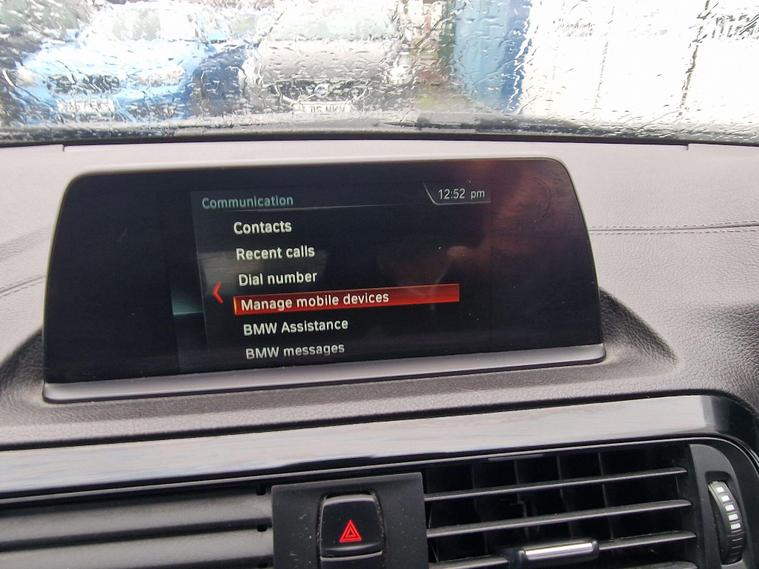 Communication
12:52 pm
Contacts
Recent calls
Dial number
Manage mobile devices
BMW Assistance
BMW messages